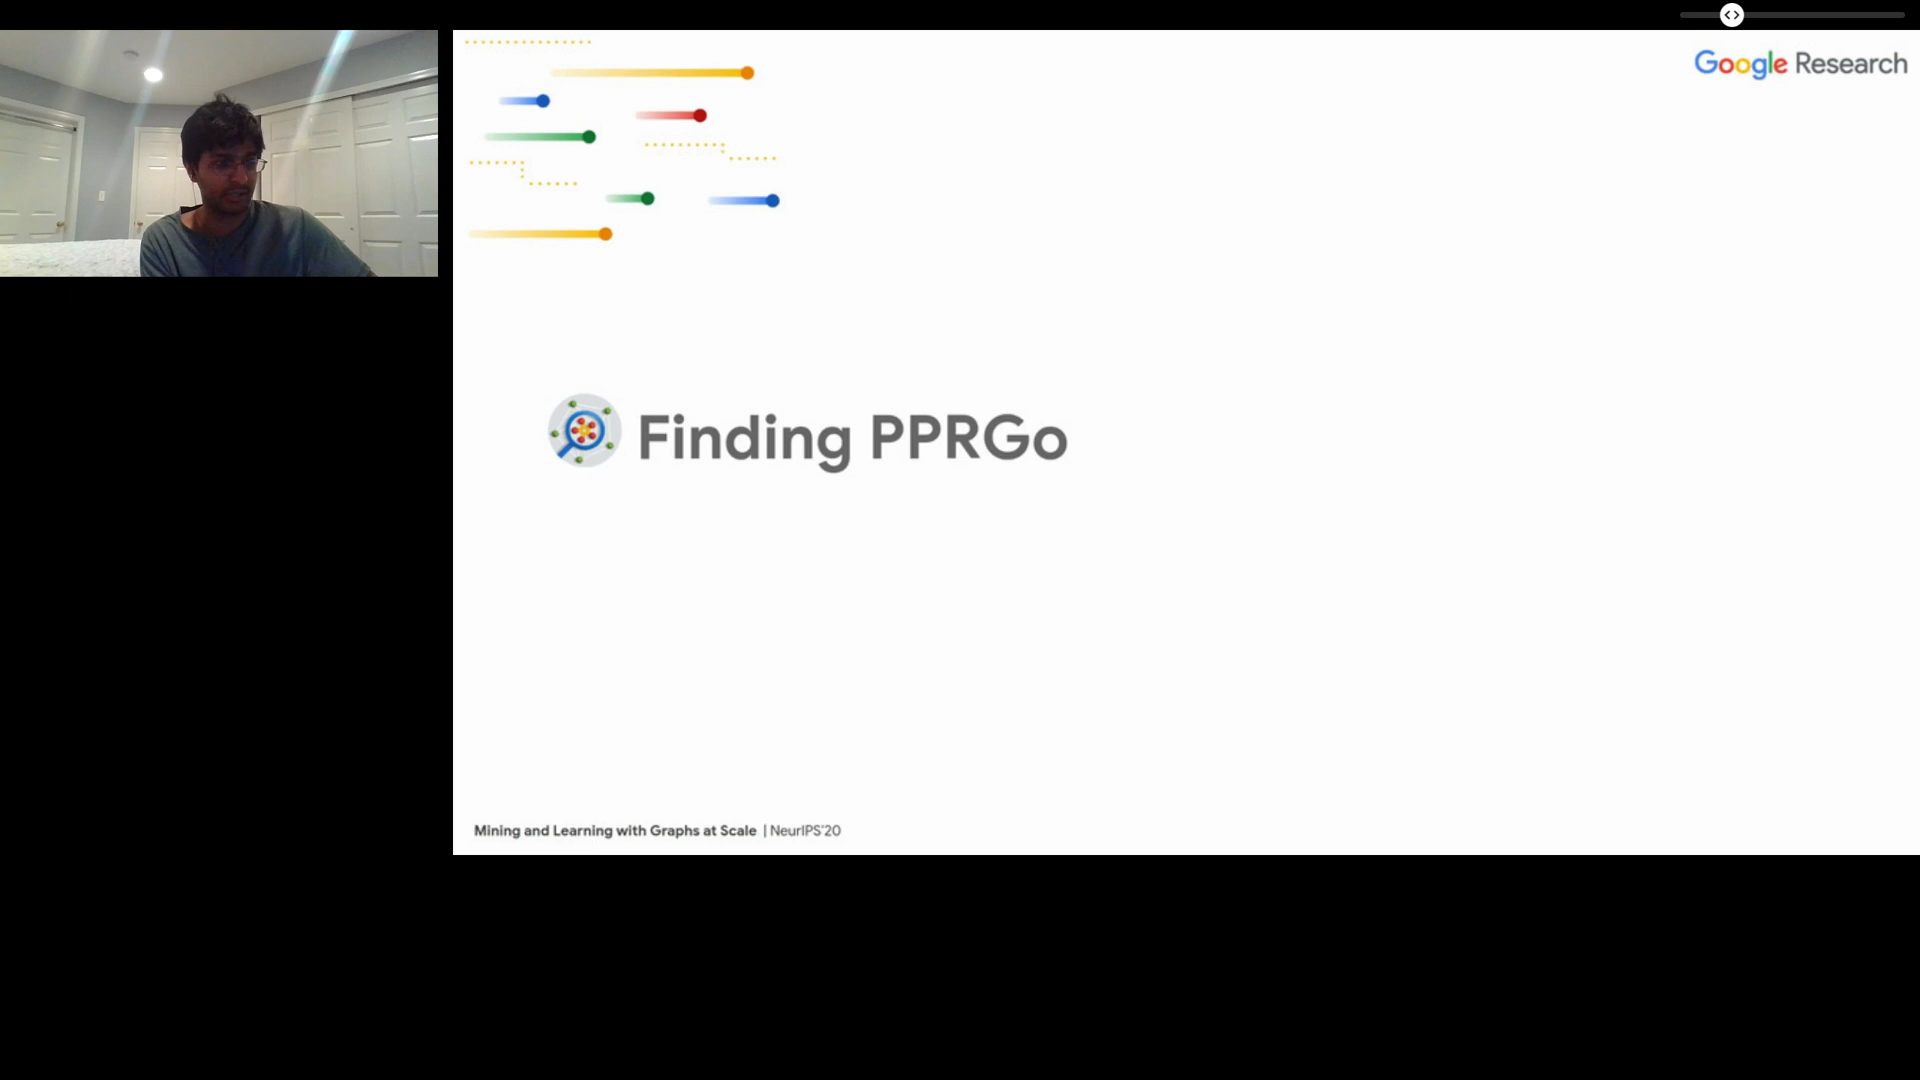 Google Research
Finding PPRGo
Mining and Learning with Graphs at Scale | NeurIPS'20